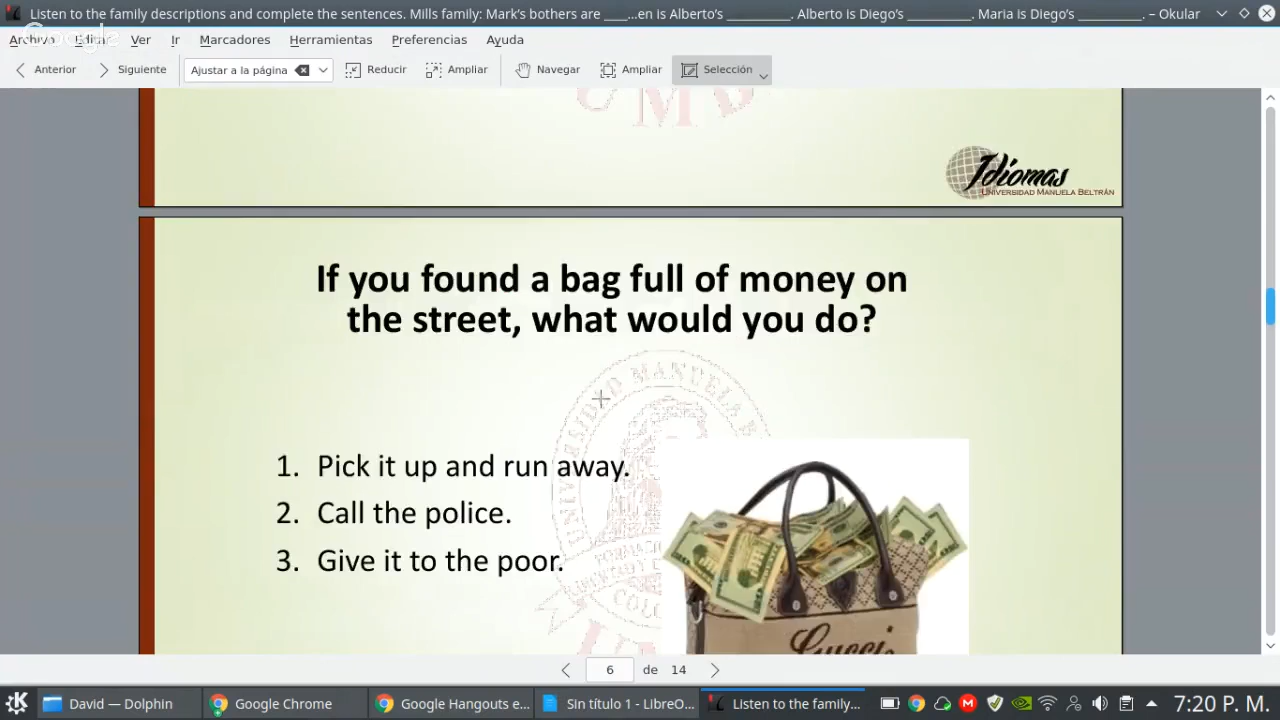 Listen to the family descriptions and complete the sentences. Mills family: Mark's bothers are ____...en is Alberto's __________. Alberto is Diego's __________. Maria is Diego's __________. – Okular
Google
Archivo Editar Ver Ir Marcadores Herramientas Preferencias Ayuda
Anterior Siguiente Ajustar a la página Reducir Ampliar Navegar Ampliar Selección
UMB
Idiomas
UNIVERSIDAD MANUELA BELTRÁN
If you found a bag full of money on
the street, what would you do?
1. Pick it up and run away.
2. Call the police.
3. Give it to the poor.
Gucci
6 de 14
David — Dolphin Google Chrome Google Hangouts e... Sin título 1 - LibreO... Listen to the family... 7:20 P. M.